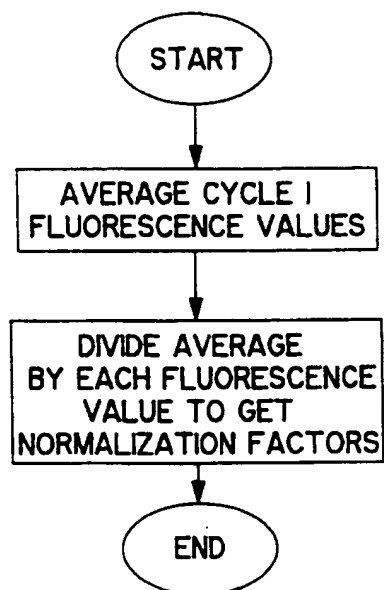 START
AVERAGE CYCLE I
FLUORESCENCE VALUES
DIVIDE AVERAGE
BY EACH FLUORESCENCE
VALUE TO GET
NORMALIZATION FACTORS
END